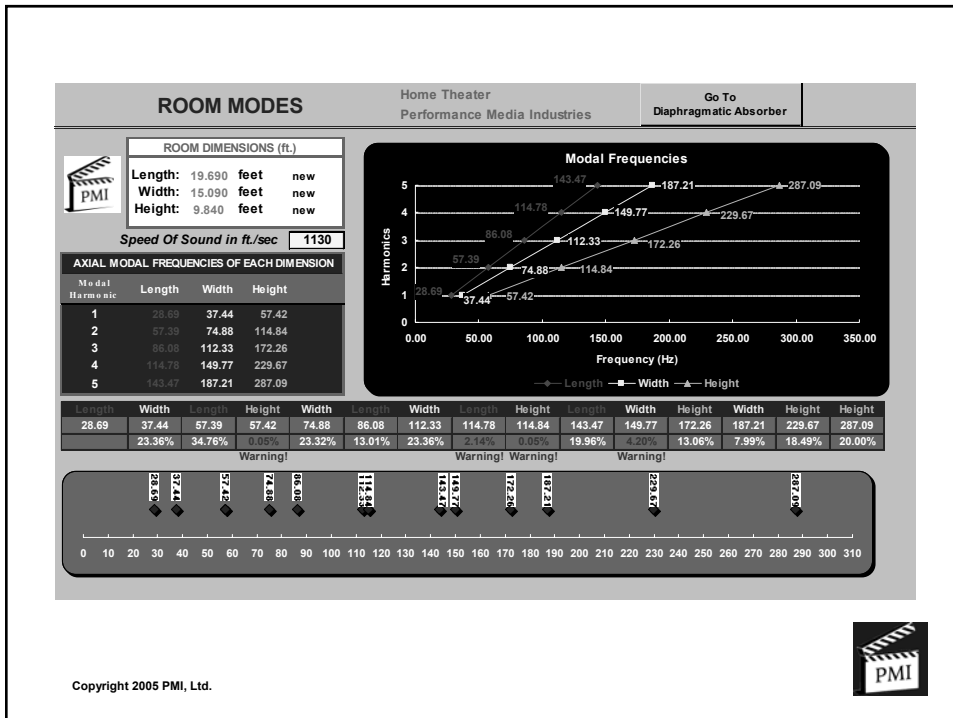 ROOM MODES
Home Theater
Performance Media Industries
Go To
Diaphragmatic Absorber
PMI
ROOM DIMENSIONS (ft.)
Length: 19.690 feet new
Width: 15.090 feet new
Height: 9.840 feet new
Speed Of Sound in ft./sec 1130
AXIAL MODAL FREQUENCIES OF EACH DIMENSION
Modal
Harmonic Length Width Height
1 28.69 37.44 57.42
2 57.39 74.88 114.84
3 86.08 112.33 172.26
4 114.78 149.77 229.67
5 143.47 187.21 287.09
Modal Frequencies
Harmonics
5 143.47 187.21 287.09
4 114.78 149.77 229.67
3 86.08 112.33 172.26
2 57.39 74.88 114.84
1 28.69 37.44 57.42
0
0.00 50.00 100.00 150.00 200.00 250.00 300.00 350.00
Frequency (Hz)
Length Width Height
Length Width Length Height Width Length Width Length Height Length Width Height Width Height Height
28.69 37.44 57.39 57.42 74.88 86.08 112.33 114.78 114.84 143.47 149.77 172.26 187.21 229.67 287.09
23.36% 34.76% 0.05% 23.32% 13.01% 23.36% 2.14% 0.05% 19.96% 4.20% 13.06% 7.99% 18.49% 20.00%
Warning! Warning! Warning! Warning!
28.69 37.44 57.42 74.88 86.08 112.33 114.84 143.47 149.77 172.26 187.21 229.67 287.09
0 10 20 30 40 50 60 70 80 90 100 110 120 130 140 150 160 170 180 190 200 210 220 230 240 250 260 270 280 290 300 310
Copyright 2005 PMI, Ltd.
PMI